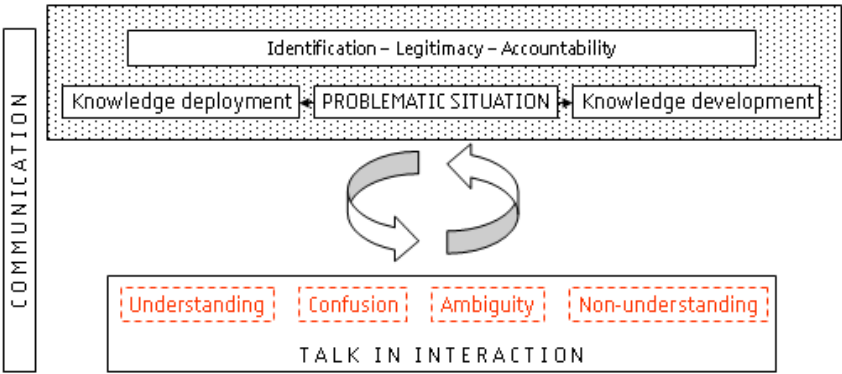 COMMUNICATION
Identification – Legitimacy – Accountability
Knowledge deployment
PROBLEMATIC SITUATION
Knowledge development
Understanding
Confusion
Ambiguity
Non-understanding
TALK IN INTERACTION